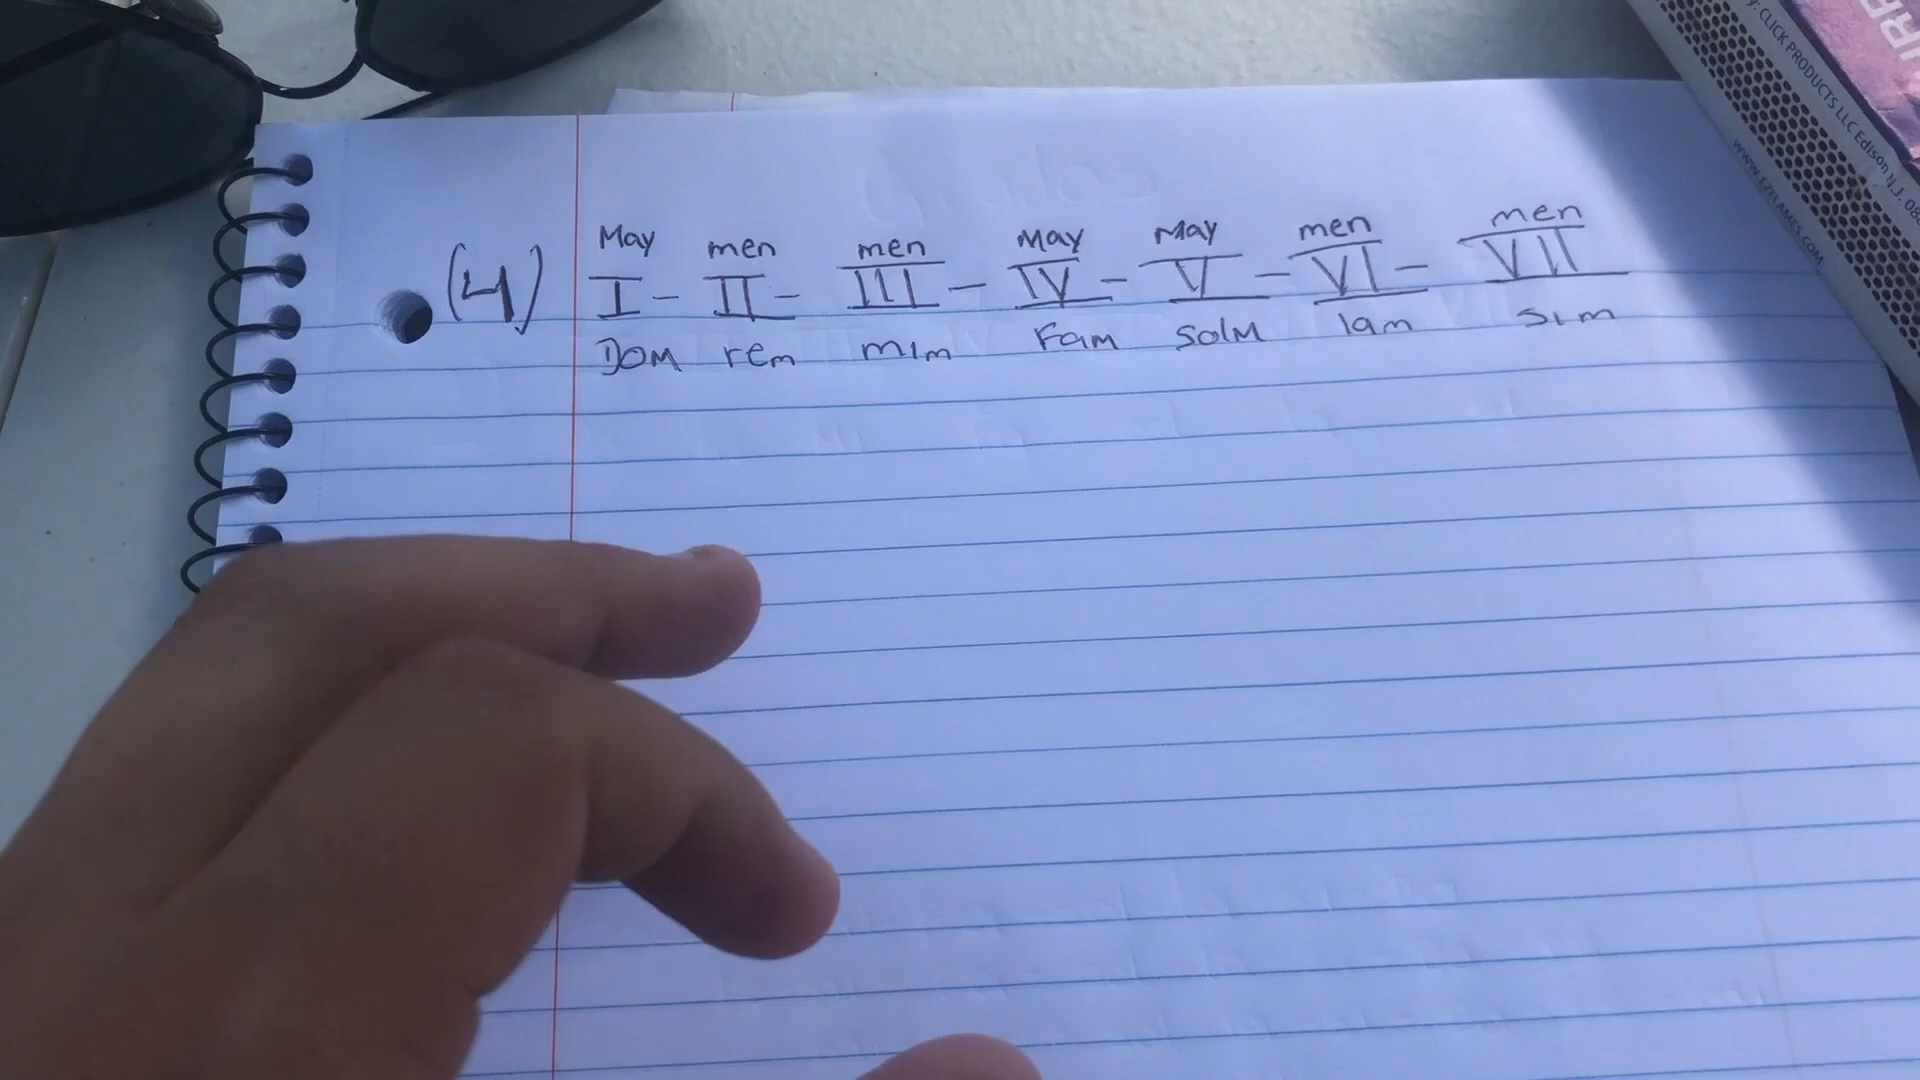 May men men May May men men
(4) I - II - III - IV - V - VI - VII
DOM rem mim Fam SolM lam sim
CLICK PRODUCTS LLC Edison N.J. 08